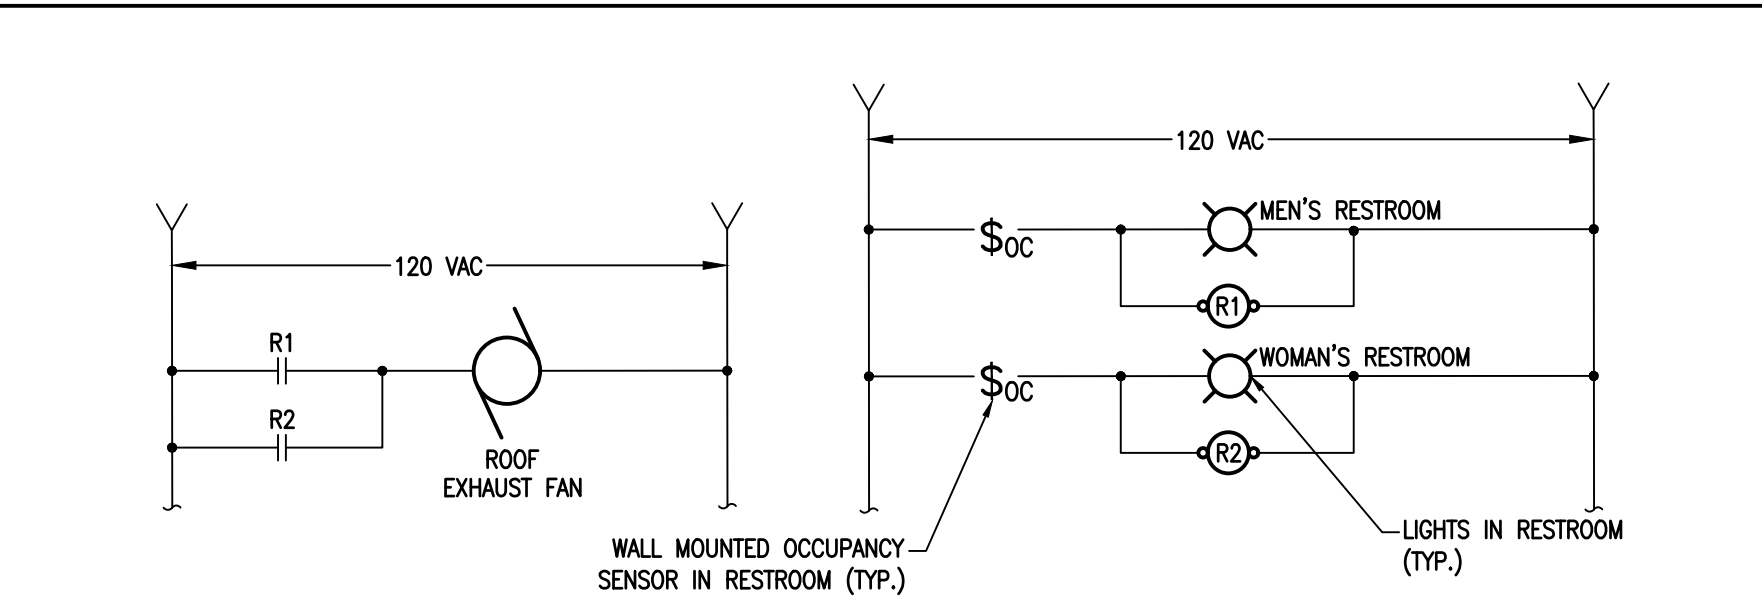 120 VAC
R1
R2
ROOF
EXHAUST FAN
120 VAC
$OC
MEN'S RESTROOM
R1
$OC
WOMAN'S RESTROOM
R2
WALL MOUNTED OCCUPANCY
SENSOR IN RESTROOM (TYP.)
LIGHTS IN RESTROOM
(TYP.)